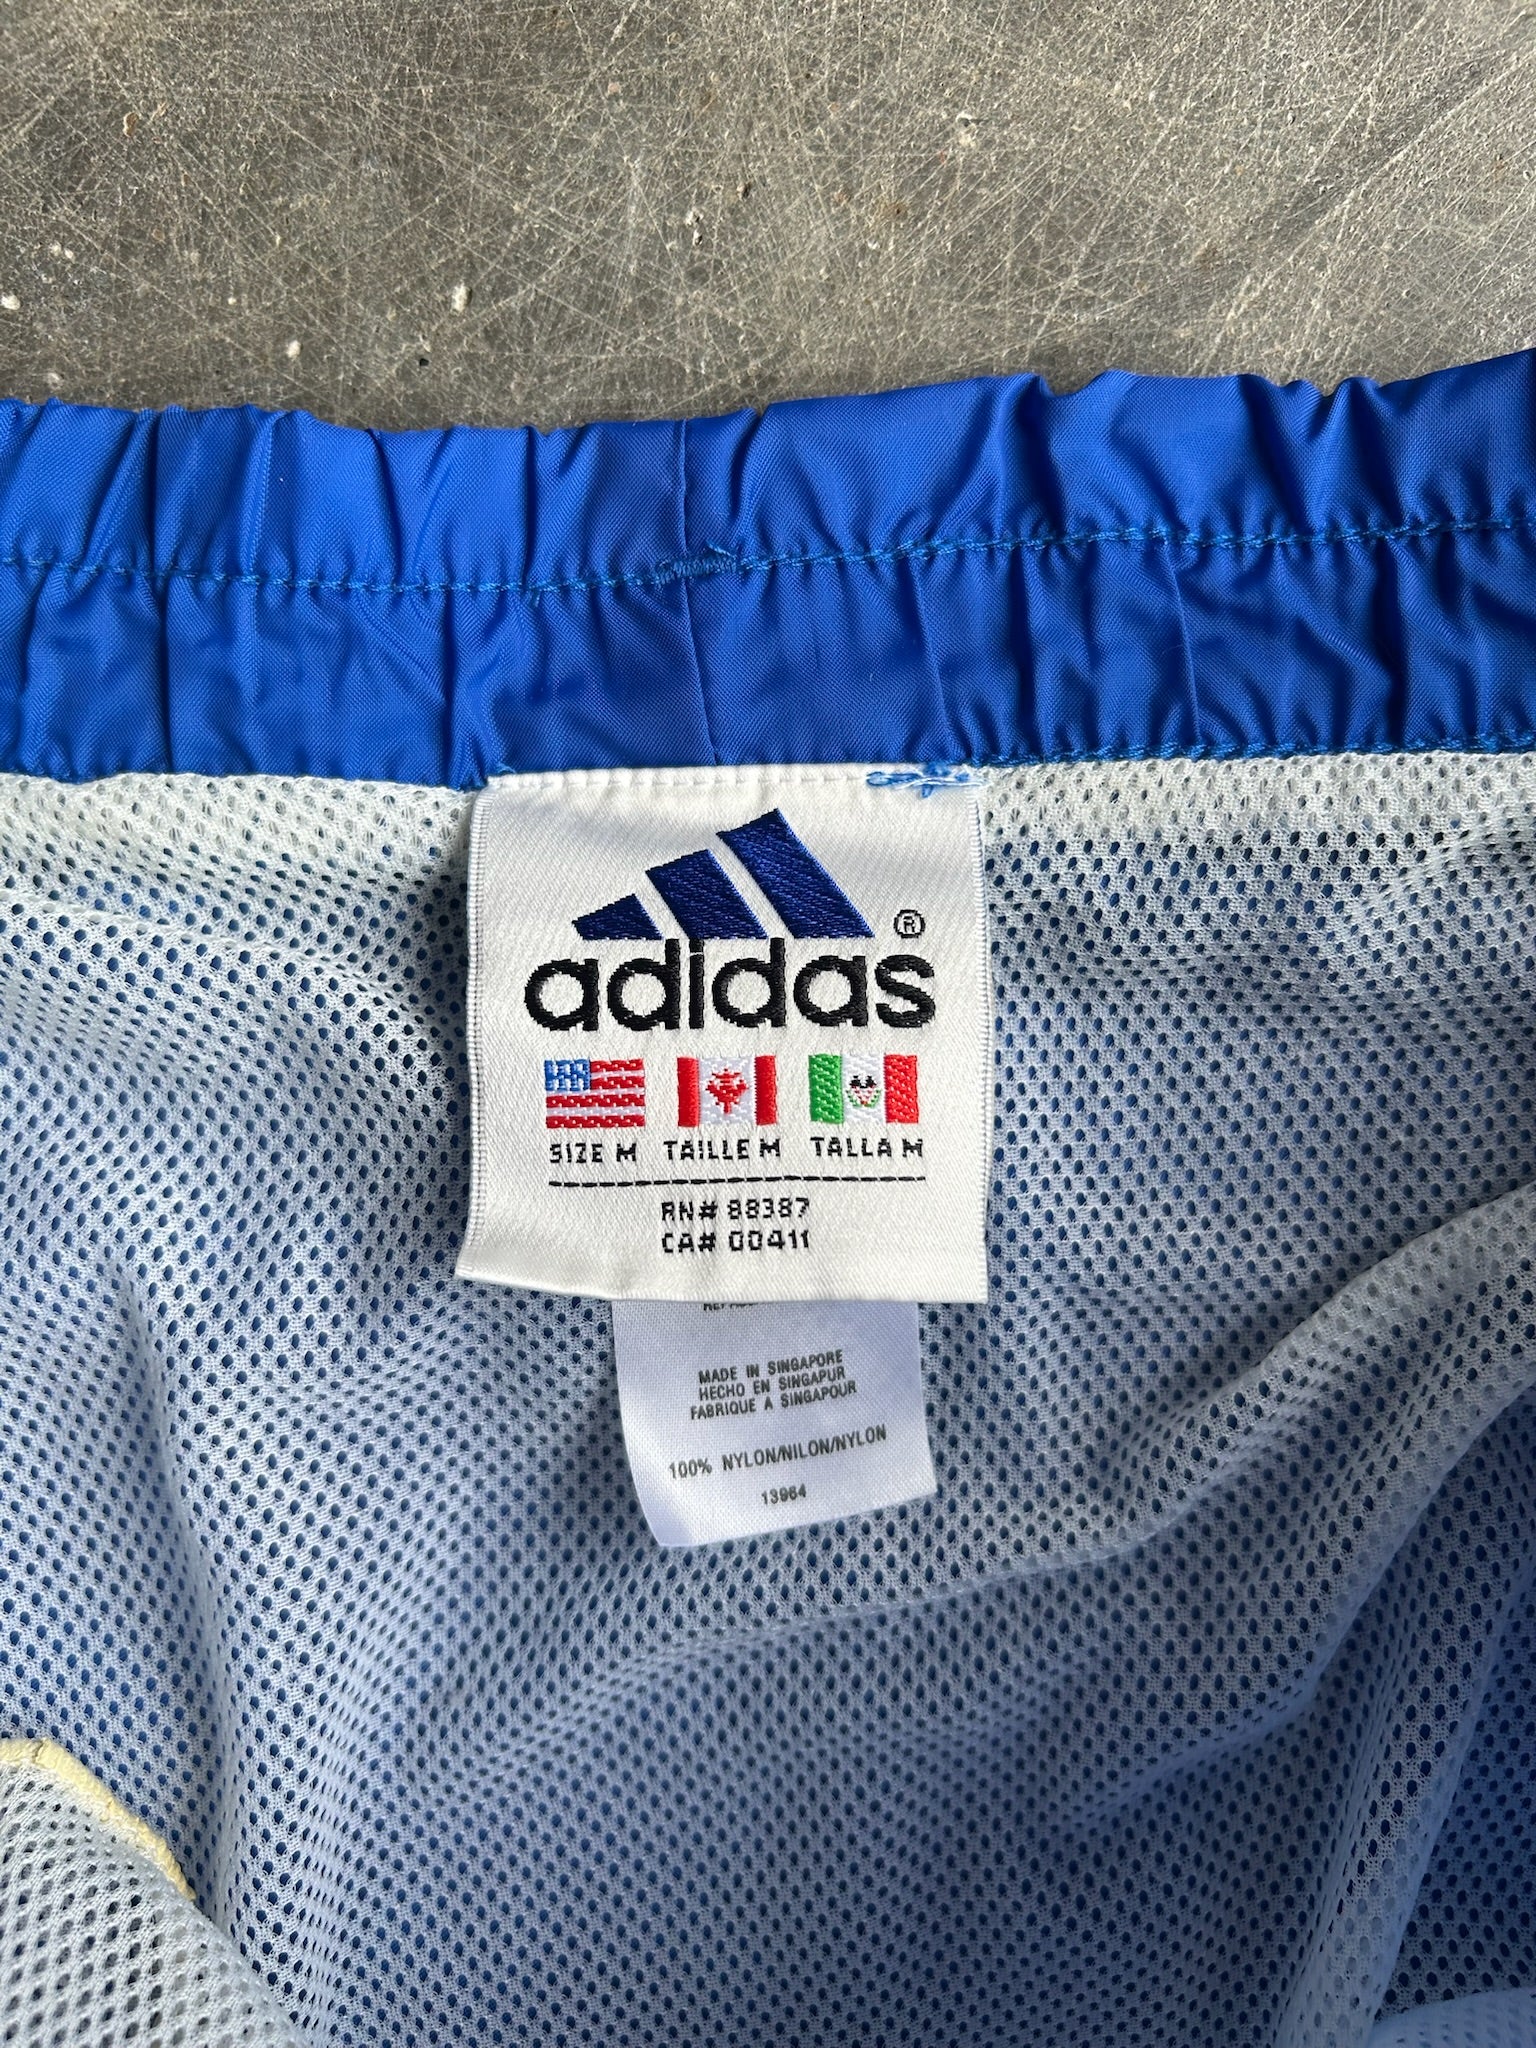 adidas®
SIZE M TAILLE M TALLA M
RN# 88387
CA# 00411
MADE IN SINGAPORE
HECHO EN SINGAPUR
FABRIQUE A SINGAPOUR
100% NYLON/NILON/NYLON
13964